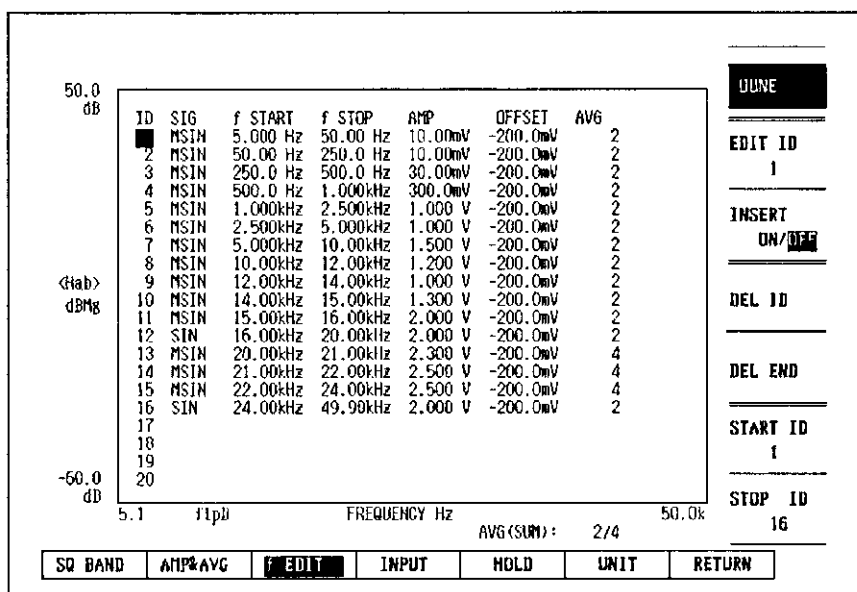 50.0
dB
ID SIG f START f STOP AMP OFFSET AVG
MSIN 5.000 Hz 50.00 Hz 10.00mV -200.0mV 2
2 MSIN 50.00 Hz 250.0 Hz 10.00mV -200.0mV 2
3 MSIN 250.0 Hz 500.0 Hz 30.00mV -200.0mV 2
4 MSIN 500.0 Hz 1.000kHz 300.0mV -200.0mV 2
5 MSIN 1.000kHz 2.500kHz 1.000 V -200.0mV 2
6 MSIN 2.500kHz 5.000kHz 1.000 V -200.0mV 2
7 MSIN 5.000kHz 10.00kHz 1.500 V -200.0mV 2
8 MSIN 10.00kHz 12.00kHz 1.200 V -200.0mV 2
9 MSIN 12.00kHz 14.00kHz 1.000 V -200.0mV 2
10 MSIN 14.00kHz 15.00kHz 1.300 V -200.0mV 2
11 MSIN 15.00kHz 16.00kHz 2.000 V -200.0mV 2
12 SIN 16.00kHz 20.00kHz 2.000 V -200.0mV 2
13 MSIN 20.00kHz 21.00kHz 2.300 V -200.0mV 4
14 MSIN 21.00kHz 22.00kHz 2.500 V -200.0mV 4
15 MSIN 22.00kHz 24.00kHz 2.500 V -200.0mV 4
16 SIN 24.00kHz 49.90kHz 2.000 V -200.0mV 2
17
18
19
20
<Hab>
dBMg
-50.0
dB
5.1 FREQUENCY Hz 50.0k
AVG(SUM): 2/4
DONE
EDIT ID
1
INSERT
ON/OFF
DEL ID
DEL END
START ID
1
STOP ID
16
SQ BAND AMP&AVG f EDIT INPUT HOLD UNIT RETURN